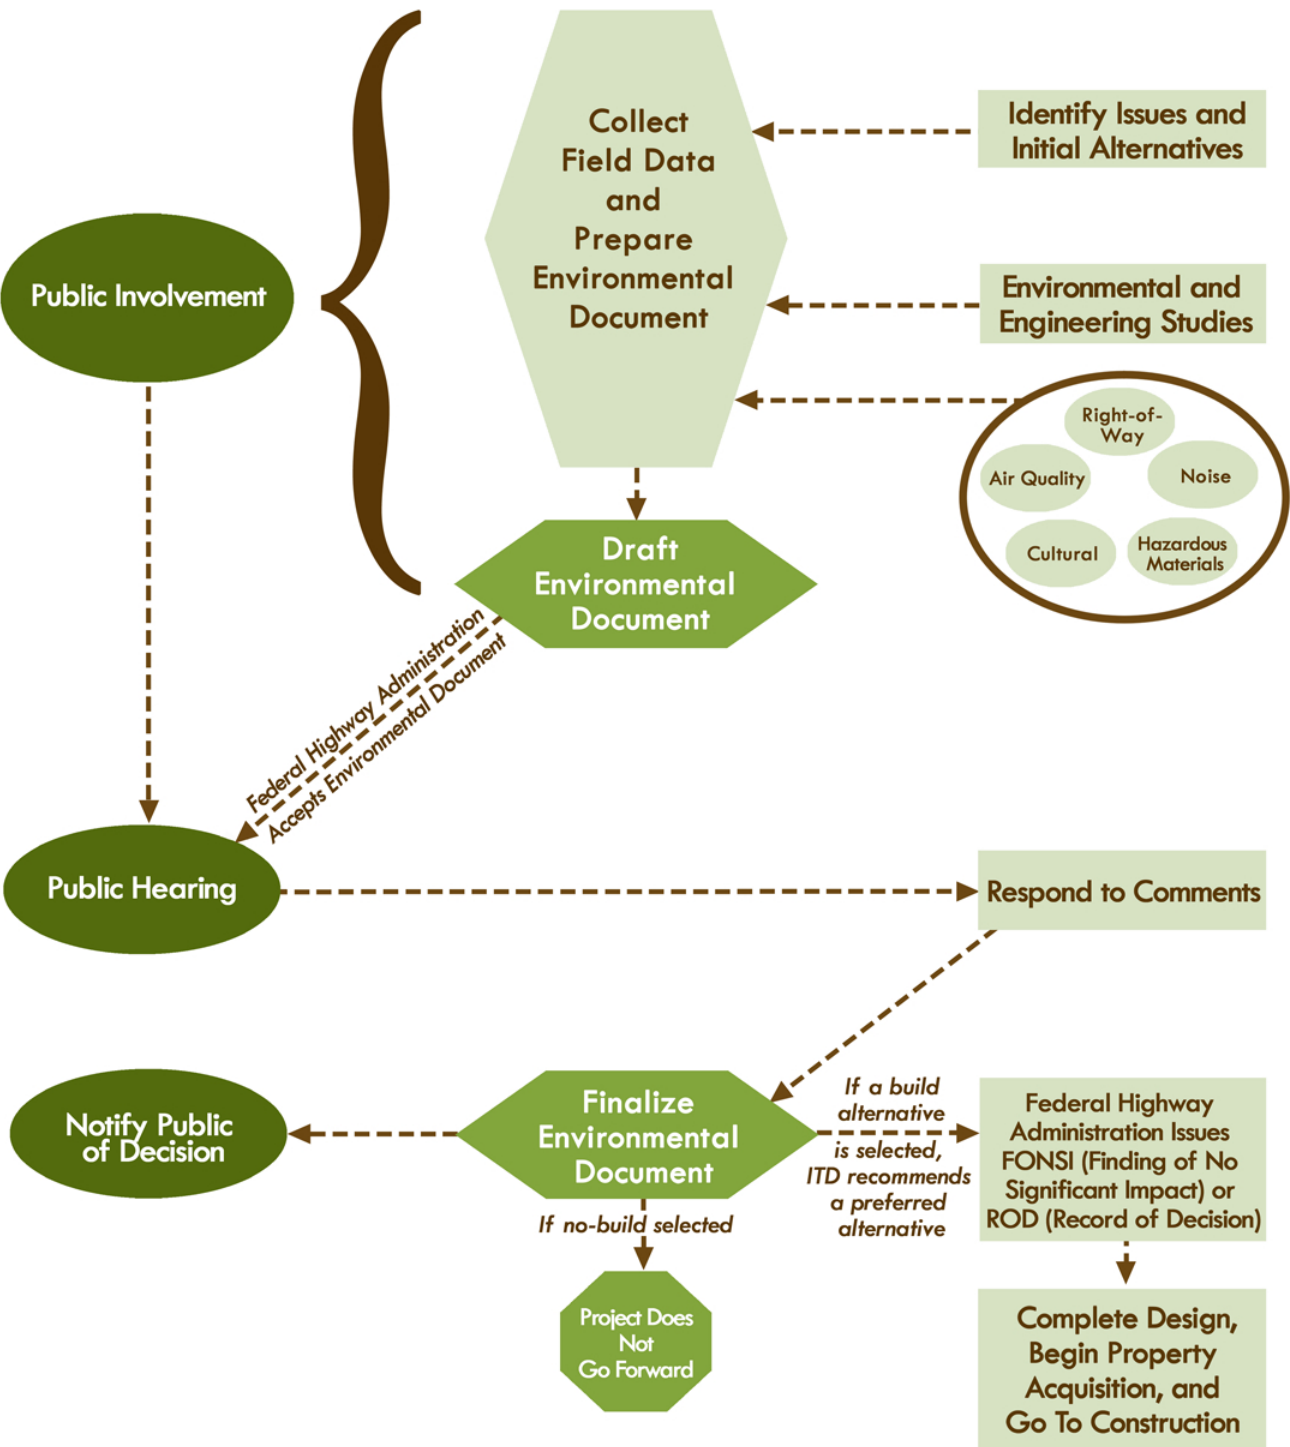 Collect
Field Data
and
Prepare
Environmental
Document
Identify Issues and
Initial Alternatives
Public Involvement
Environmental and
Engineering Studies
Right-of-
Way
Air Quality
Noise
Cultural
Hazardous
Materials
Draft
Environmental
Document
Federal Highway Administration
Accepts Environmental Document
Public Hearing
Respond to Comments
Notify Public
of Decision
Finalize
Environmental
Document
If a build
alternative
is selected,
ITD recommends
a preferred
alternative
Federal Highway
Administration Issues
FONSI (Finding of No
Significant Impact) or
ROD (Record of Decision)
If no-build selected
Project Does
Not
Go Forward
Complete Design,
Begin Property
Acquisition, and
Go To Construction